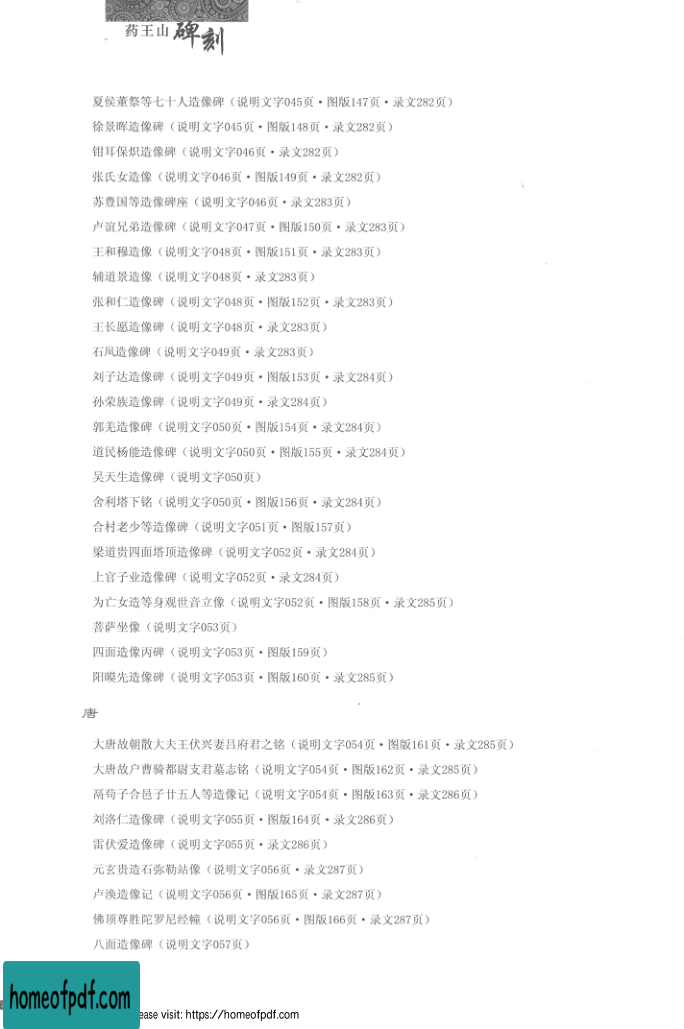 药王山碑刻
夏侯董祭等七十人造像碑（说明文字045页·图版147页·录文282页）
徐景晖造像碑（说明文字045页·图版148页·录文282页）
钳耳保炽造像碑（说明文字046页·录文282页）
张氏女造像（说明文字046页·图版149页·录文282页）
苏豊国等造像碑座（说明文字046页·录文283页）
卢谊兄弟造像碑（说明文字047页·图版150页·录文283页）
王和穆造像（说明文字048页·图版151页·录文283页）
辅道景造像（说明文字048页·录文283页）
张和仁造像碑（说明文字048页·图版152页·录文283页）
王长愿造像碑（说明文字048页·录文283页）
石凤造像碑（说明文字049页·录文283页）
刘子达造像碑（说明文字049页·图版153页·录文284页）
孙荣族造像碑（说明文字049页·录文284页）
郭羌造像碑（说明文字050页·图版154页·录文284页）
道民杨能造像碑（说明文字050页·图版155页·录文284页）
吴天生造像碑（说明文字050页）
舍利塔下铭（说明文字050页·图版156页·录文284页）
合村老少等造像碑（说明文字051页·图版157页）
梁道贵四面塔顶造像碑（说明文字052页·录文284页）
上官子业造像碑（说明文字052页·录文284页）
为亡女造等身观世音立像（说明文字052页·图版158页·录文285页）
菩萨坐像（说明文字053页）
四面造像丙碑（说明文字053页·图版159页）
阳暯先造像碑（说明文字053页·图版160页·录文285页）
唐
大唐故朝散大夫王伏兴妻吕府君之铭（说明文字054页·图版161页·录文285页）
大唐故户曹骑都尉支君墓志铭（说明文字054页·图版162页·录文285页）
鬲苟子合邑子廿五人等造像记（说明文字054页·图版163页·录文286页）
刘洛仁造像碑（说明文字055页·图版164页·录文286页）
雷伏爱造像碑（说明文字055页·录文286页）
元玄贵造石弥勒站像（说明文字056页·录文287页）
卢涣造像记（说明文字056页·图版165页·录文287页）
佛顶尊胜陀罗尼经幢（说明文字056页·图版166页·录文287页）
八面造像碑（说明文字057页）
homeofpdf.com
ease visit: https://homeofpdf.com